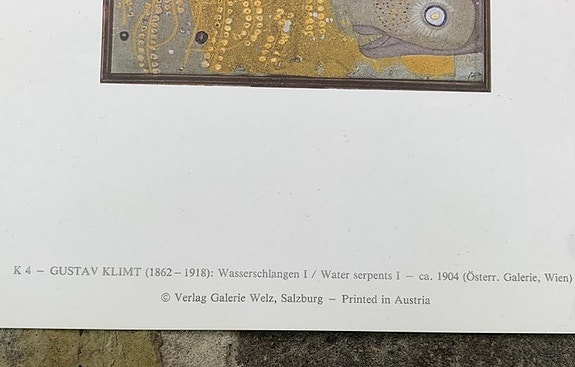 K 4 – GUSTAV KLIMT (1862–1918): Wasserschlangen I / Water serpents I – ca. 1904 (Österr. Galerie, Wien)
© Verlag Galerie Welz, Salzburg – Printed in Austria